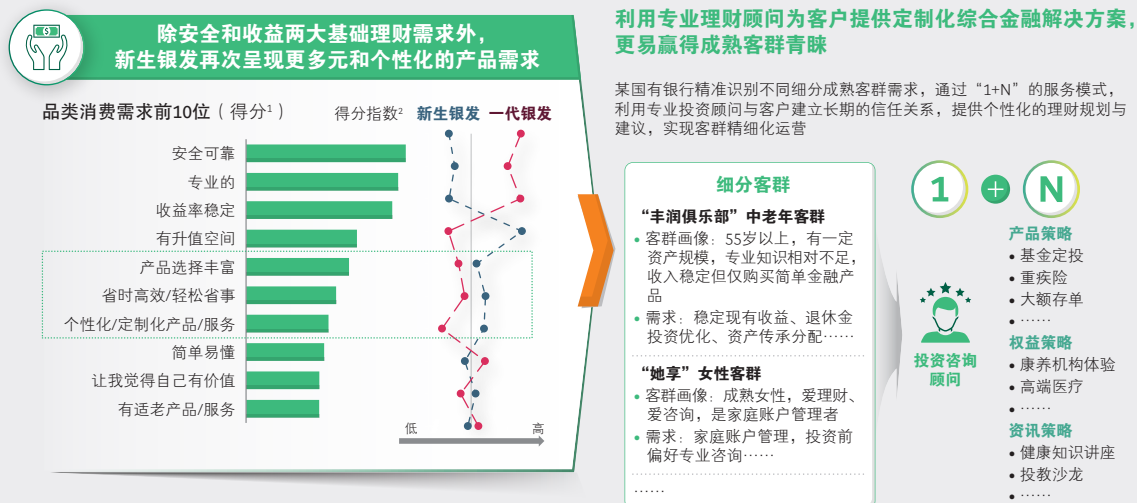 除安全和收益两大基础理财需求外，
新生银发再次呈现更多元和个性化的产品需求
品类消费需求前10位（得分1）
得分指数2 新生银发 一代银发
安全可靠
专业的
收益率稳定
有升值空间
产品选择丰富
省时高效/轻松省事
个性化/定制化产品/服务
简单易懂
让我觉得自己有价值
有适老产品/服务
低 高
利用专业理财顾问为客户提供定制化综合金融解决方案，
更易赢得成熟客群青睐
某国有银行精准识别不同细分成熟客群需求，通过“1+N”的服务模式，
利用专业投资顾问与客户建立长期的信任关系，提供个性化的理财规划与
建议，实现客群精细化运营
细分客群
“丰润俱乐部”中老年客群
• 客群画像：55岁以上，有一定
资产规模，专业知识相对不足，
收入稳定但仅购买简单金融产
品
• 需求：稳定现有收益、退休金
投资优化、资产传承分配……
“她享”女性客群
• 客群画像：成熟女性，爱理财、
爱咨询，是家庭账户管理者
• 需求：家庭账户管理，投资前
偏好专业咨询……
……
1 + N
投资咨询
顾问
产品策略
• 基金定投
• 重疾险
• 大额存单
• ……
权益策略
• 康养机构体验
• 高端医疗
• ……
资讯策略
• 健康知识讲座
• 投教沙龙
• ……